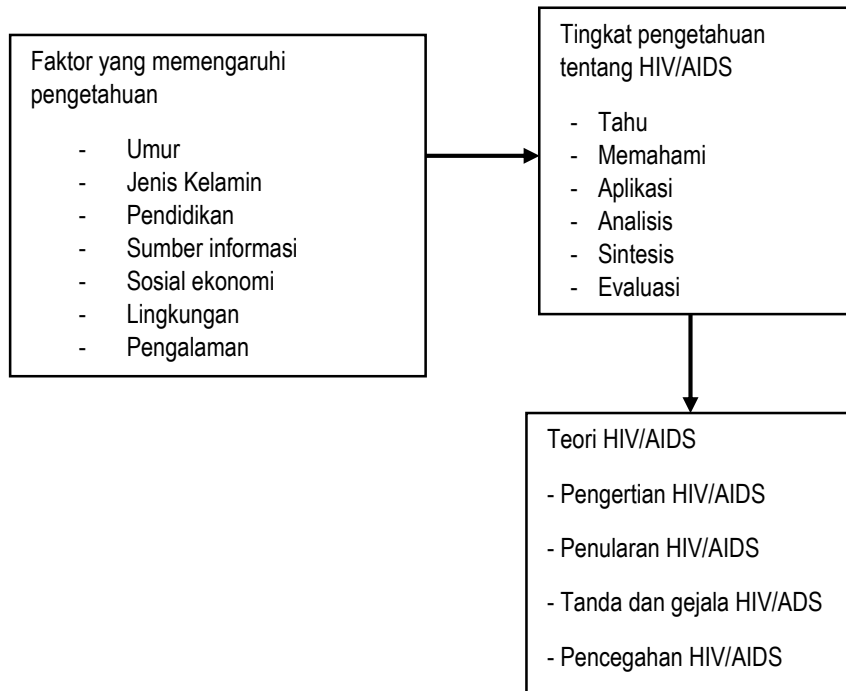 Faktor yang memengaruhi
pengetahuan
- Umur
- Jenis Kelamin
- Pendidikan
- Sumber informasi
- Sosial ekonomi
- Lingkungan
- Pengalaman
Tingkat pengetahuan
tentang HIV/AIDS
- Tahu
- Memahami
- Aplikasi
- Analisis
- Sintesis
- Evaluasi
Teori HIV/AIDS
- Pengertian HIV/AIDS
- Penularan HIV/AIDS
- Tanda dan gejala HIV/ADS
- Pencegahan HIV/AIDS